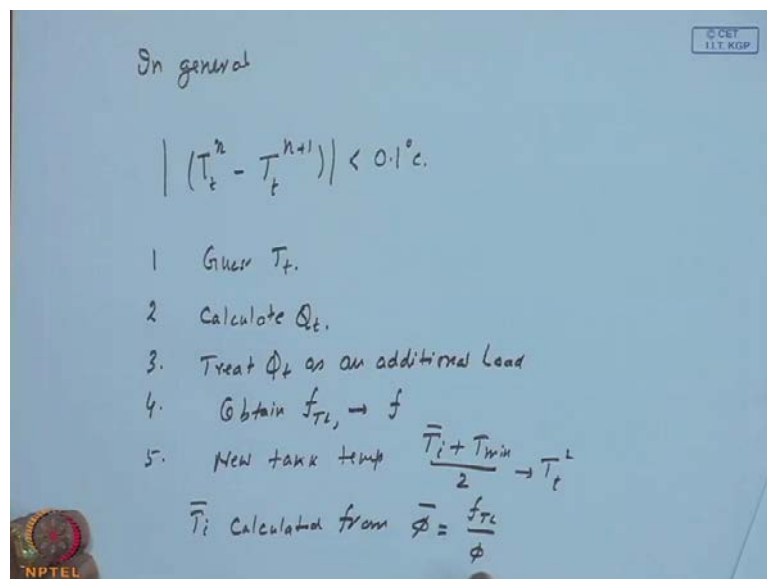 In general
© CET
I.I.T. KGP
| (T_t^n - T_t^{n+1}) | < 0.1°C.
1 Guess T_t.
2 Calculate Q_t.
3. Treat Q_t as an additional Load
4. Obtain f_{TL}, → f
5. New tank temp (T̿_i + T_min)/2 → T_t^2
T̿_i Calculated from ϕ̄ = f_{TL}/ϕ
NPTEL